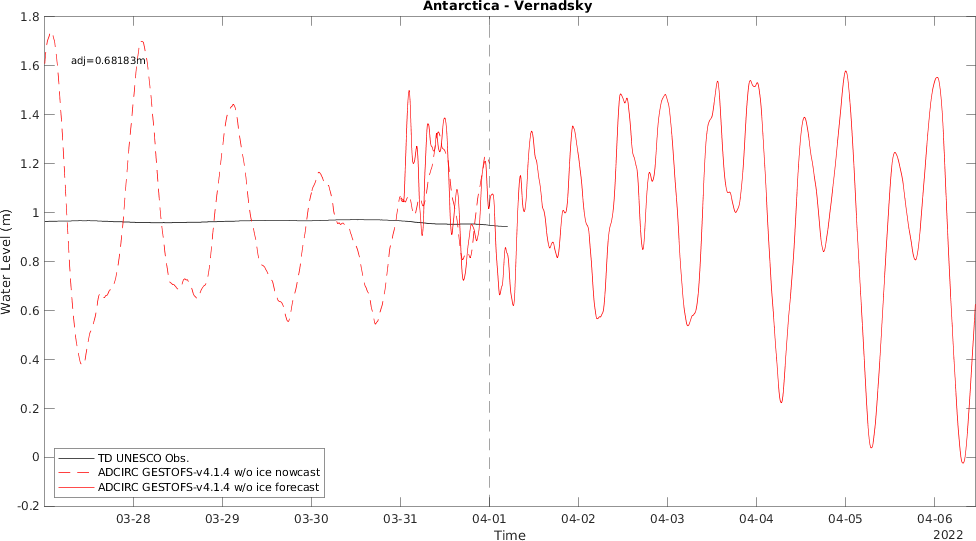 Antarctica - Vernadsky
adj=0.68183m
Water Level (m)
1.8
1.6
1.4
1.2
1
0.8
0.6
0.4
0.2
0
-0.2
TD UNESCO Obs.
ADCIRC GESTOFS-v4.1.4 w/o ice nowcast
ADCIRC GESTOFS-v4.1.4 w/o ice forecast
03-28 03-29 03-30 03-31 04-01 04-02 04-03 04-04 04-05 04-06
Time
2022